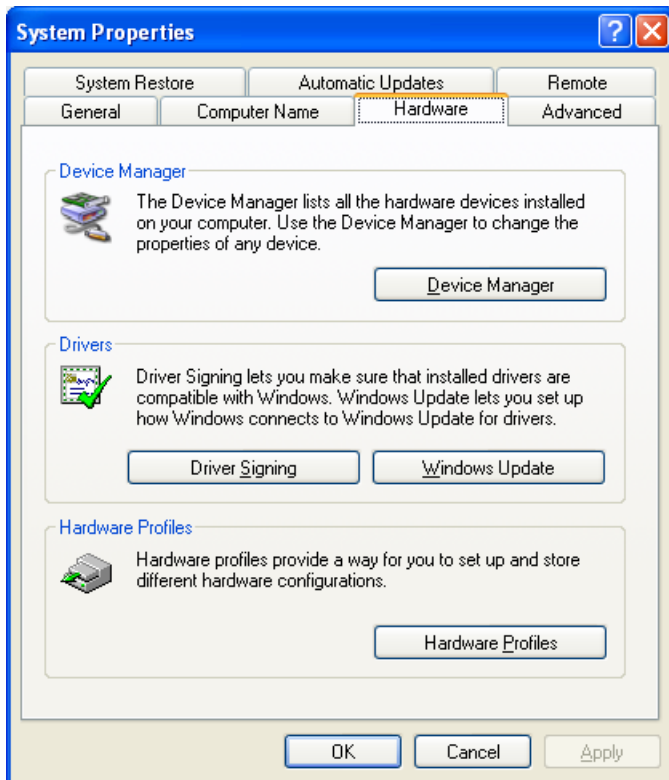 System Properties
System Restore
Automatic Updates
Remote
General
Computer Name
Hardware
Advanced
Device Manager
The Device Manager lists all the hardware devices installed
on your computer. Use the Device Manager to change the
properties of any device.
Device Manager
Drivers
Driver Signing lets you make sure that installed drivers are
compatible with Windows. Windows Update lets you set up
how Windows connects to Windows Update for drivers.
Driver Signing
Windows Update
Hardware Profiles
Hardware profiles provide a way for you to set up and store
different hardware configurations.
Hardware Profiles
OK
Cancel
Apply